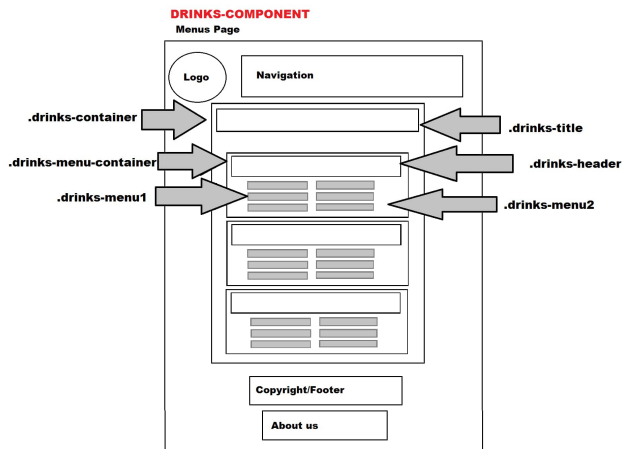 DRINKS-COMPONENT
Menus Page
Logo
Navigation
.drinks-container
.drinks-title
.drinks-menu-container
.drinks-header
.drinks-menu1
.drinks-menu2
Copyright/Footer
About us